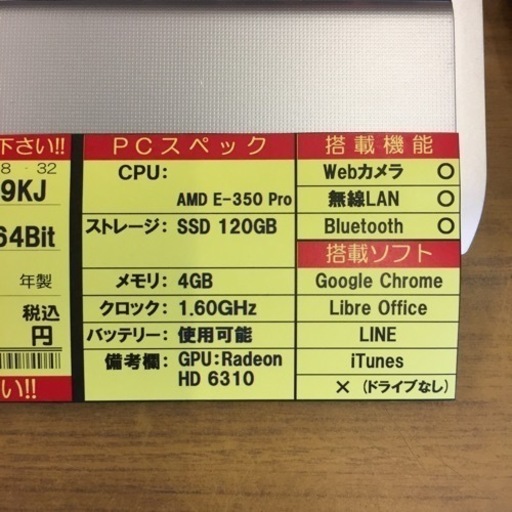 下さい!!
8 · 32
9KJ
64Bit
年製
税込
円
い!!
PCスペック
CPU:
AMD E-350 Pro
ストレージ: SSD 120GB
メモリ: 4GB
クロック: 1.60GHz
バッテリー: 使用可能
備考欄: GPU:Radeon
HD 6310
搭載機能
Webカメラ ○
無線LAN ○
Bluetooth ○
搭載ソフト
Google Chrome
Libre Office
LINE
iTunes
× (ドライブなし)